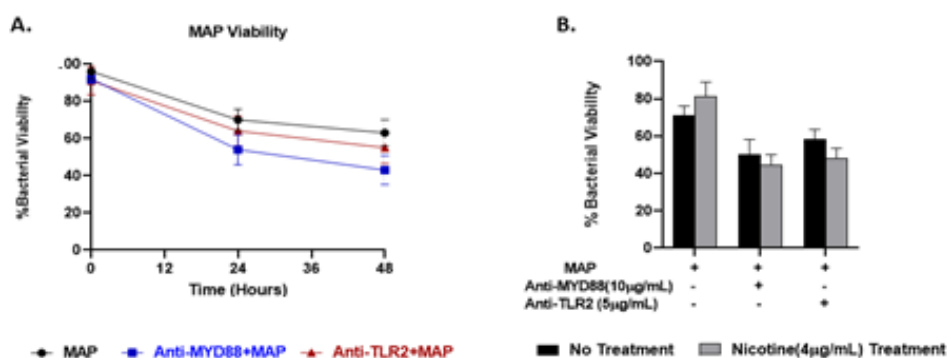 A.
MAP Viability
%Bacterial Viability
.00
80
60
40
20
0
0 12 24 36 48
Time (Hours)
MAP Anti-MYD88+MAP Anti-TLR2+MAP
B.
% Bacterial Viability
100
80
60
40
20
0
MAP + + +
Anti-MYD88(10µg/mL) - + -
Anti-TLR2 (5µg/mL) - - +
No Treatment Nicotine(4µg/mL) Treatment